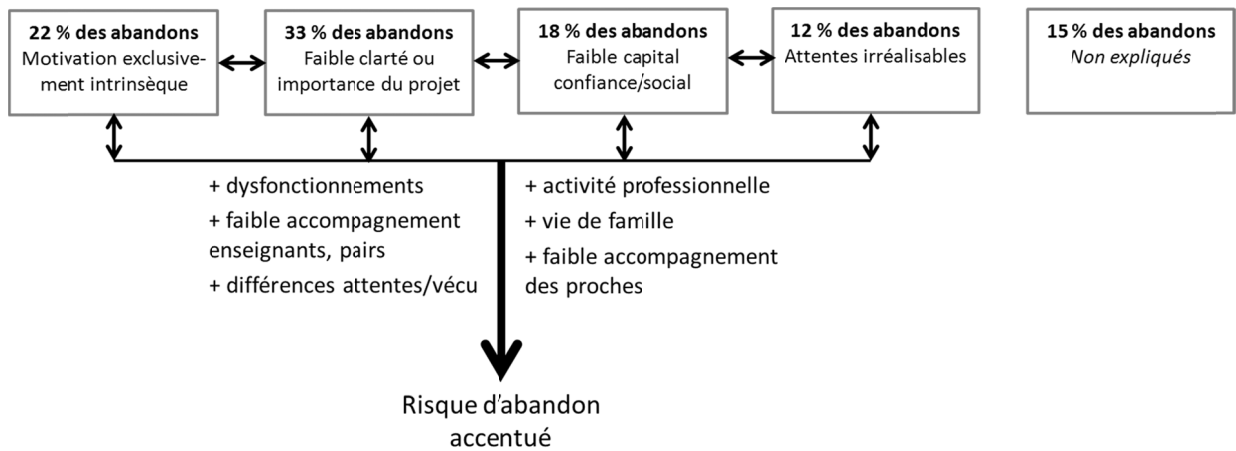 22 % des abandons
Motivation exclusive-
ment intrinsèque
33 % des abandons
Faible clarté ou
importance du projet
18 % des abandons
Faible capital
confiance/social
12 % des abandons
Attentes irréalisables
15 % des abandons
Non expliqués
+ dysfonctionnements
+ faible accompagnement
enseignants, pairs
+ différences attentes/vécu
+ activité professionnelle
+ vie de famille
+ faible accompagnement
des proches
Risque d'abandon
accentué